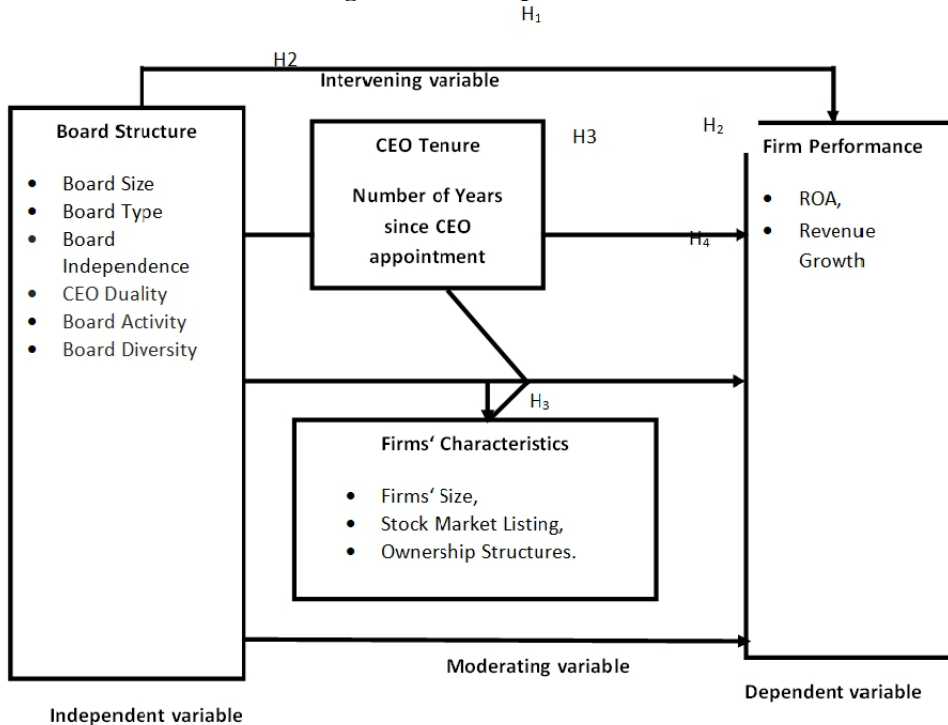 H₁
H2
Intervening variable
Board Structure
• Board Size
• Board Type
• Board
Independence
• CEO Duality
• Board Activity
• Board Diversity
CEO Tenure
Number of Years
since CEO
appointment
H3
H₂
Firm Performance
• ROA,
• Revenue
Growth
H₄
H₃
Firms‘ Characteristics
• Firms‘ Size,
• Stock Market Listing,
• Ownership Structures.
Moderating variable
Dependent variable
Independent variable